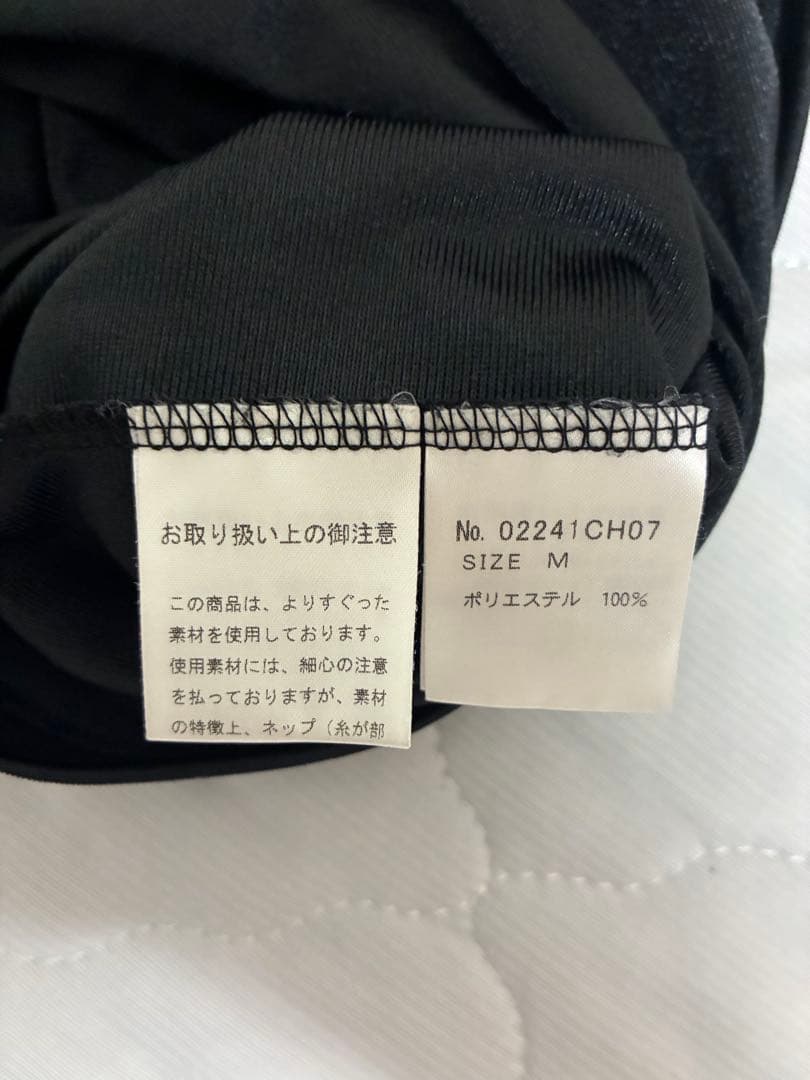 お取り扱い上の御注意
この商品は、よりすぐった
素材を使用しております。
使用素材には、細心の注意
を払っておりますが、素材
の特徴上、ネップ（糸が部
No. 02241CH07
SIZE M
ポリエステル 100%